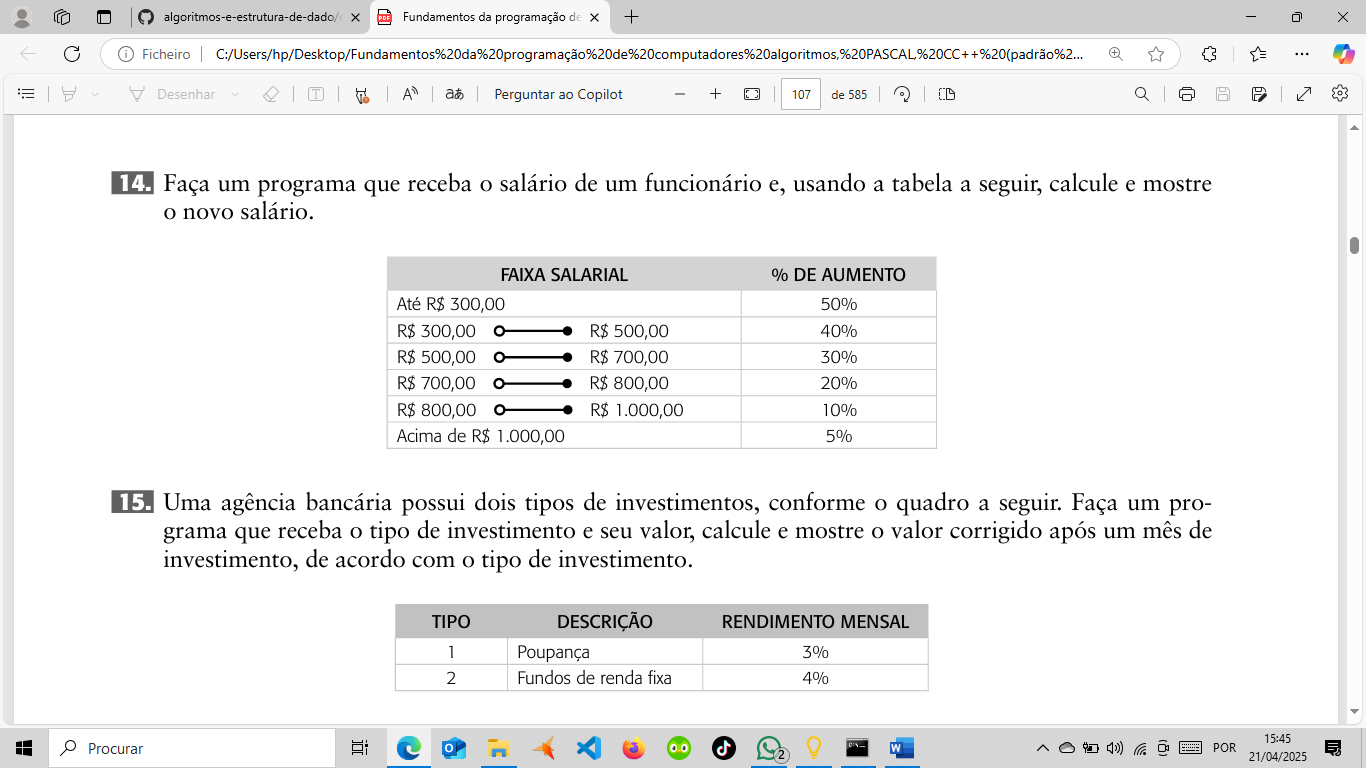 algoritmos-e-estrutura-de-dado/e
Fundamentos da programação de
Ficheiro
C:/Users/hp/Desktop/Fundamentos%20da%20programação%20de%20computadores%20algoritmos,%20PASCAL,%20CC++%20(padrão%2...
Desenhar
aあ
Perguntar ao Copilot
107
de 585
14. Faça um programa que receba o salário de um funcionário e, usando a tabela a seguir, calcule e mostre
o novo salário.
FAIXA SALARIAL % DE AUMENTO
Até R$ 300,00 50%
R$ 300,00 R$ 500,00 40%
R$ 500,00 R$ 700,00 30%
R$ 700,00 R$ 800,00 20%
R$ 800,00 R$ 1.000,00 10%
Acima de R$ 1.000,00 5%
15. Uma agência bancária possui dois tipos de investimentos, conforme o quadro a seguir. Faça um pro-
grama que receba o tipo de investimento e seu valor, calcule e mostre o valor corrigido após um mês de
investimento, de acordo com o tipo de investimento.
TIPO DESCRIÇÃO RENDIMENTO MENSAL
1 Poupança 3%
2 Fundos de renda fixa 4%
Procurar
2
POR
15:45
21/04/2025